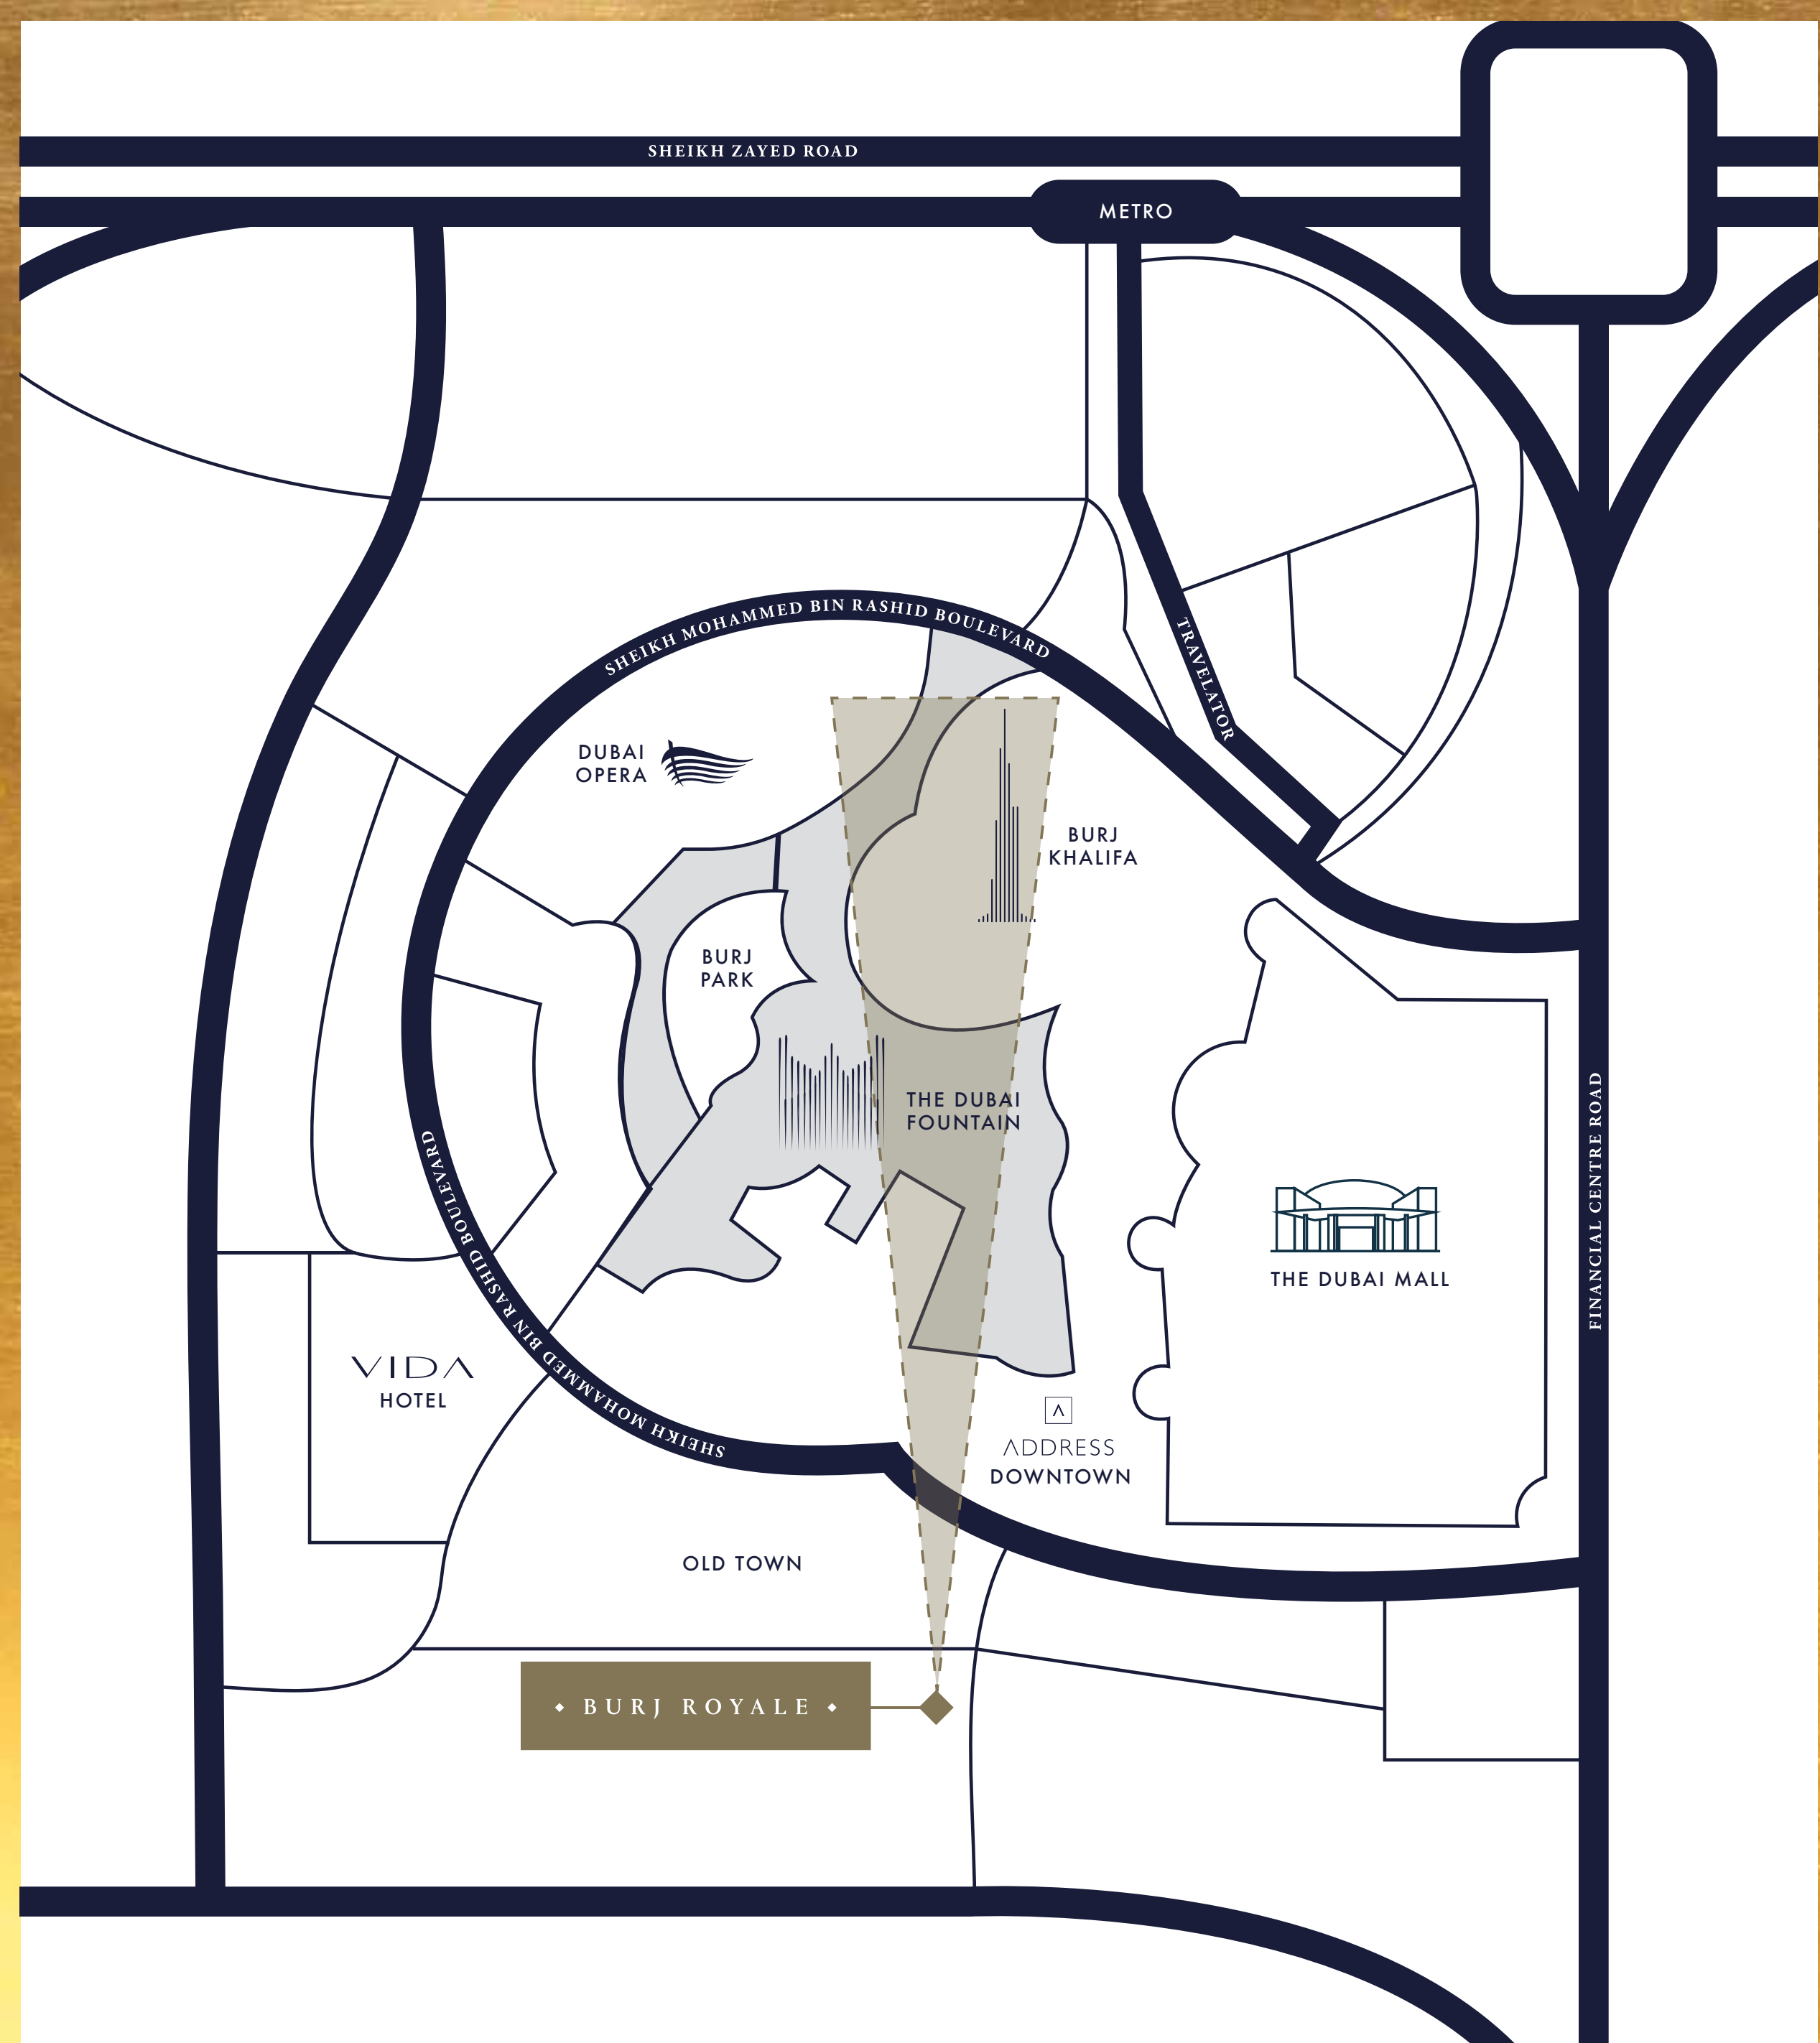 SHEIKH ZAYED ROAD
METRO
SHEIKH MOHAMMED BIN RASHID BOULEVARD
TRAVELATOR
DUBAI
OPERA
BURJ
KHALIFA
BURJ
PARK
THE DUBAI
FOUNTAIN
THE DUBAI MALL
FINANCIAL CENTRE ROAD
SHEIKH MOHAMMED BIN RASHID BOULEVARD
VIDA
HOTEL
ADDRESS
DOWNTOWN
OLD TOWN
BURJ ROYALE